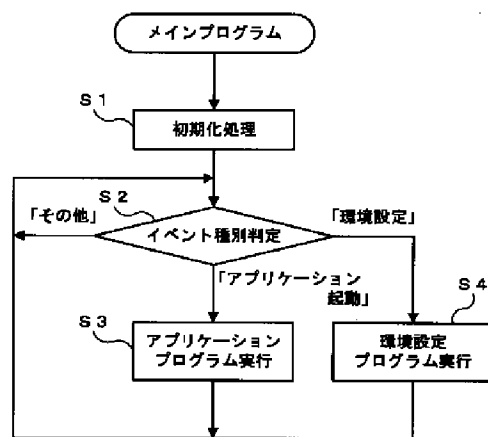 メインプログラム
S1
初期化処理
S2
「その他」
イベント種別判定
「環境設定」
「アプリケーション
起動」
S3
アプリケーション
プログラム実行
S4
環境設定
プログラム実行